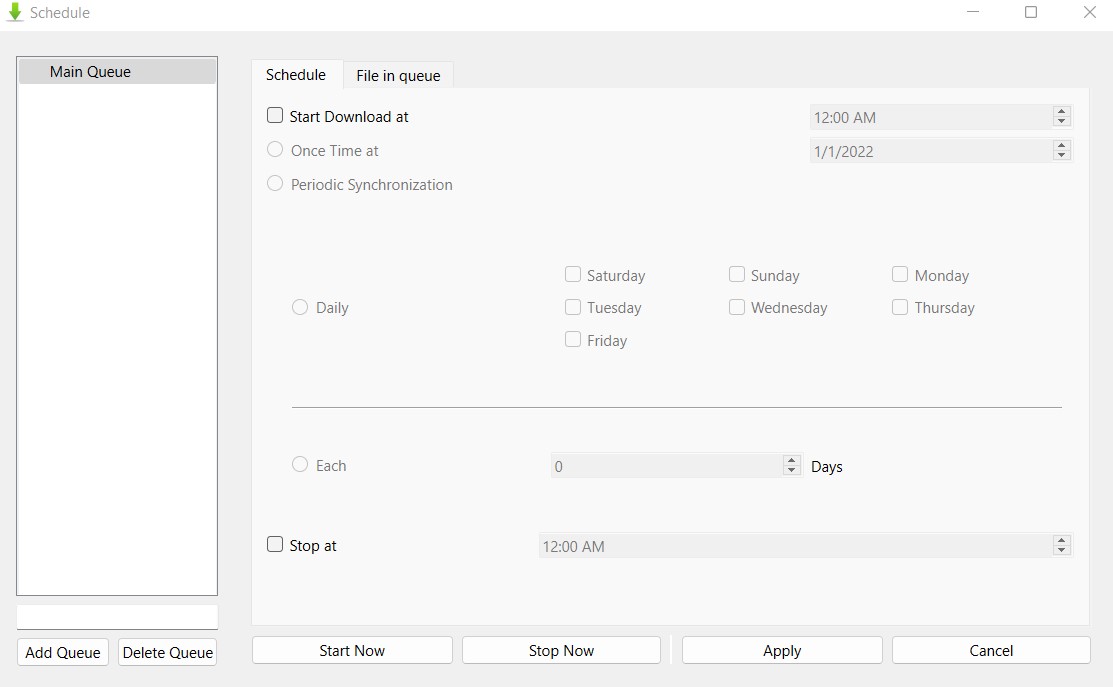 Schedule
Main Queue
Schedule File in queue
Start Download at 12:00 AM
Once Time at 1/1/2022
Periodic Synchronization
Saturday Sunday Monday
Daily Tuesday Wednesday Thursday
Friday
Each 0 Days
Stop at 12:00 AM
Add Queue Delete Queue Start Now Stop Now Apply Cancel